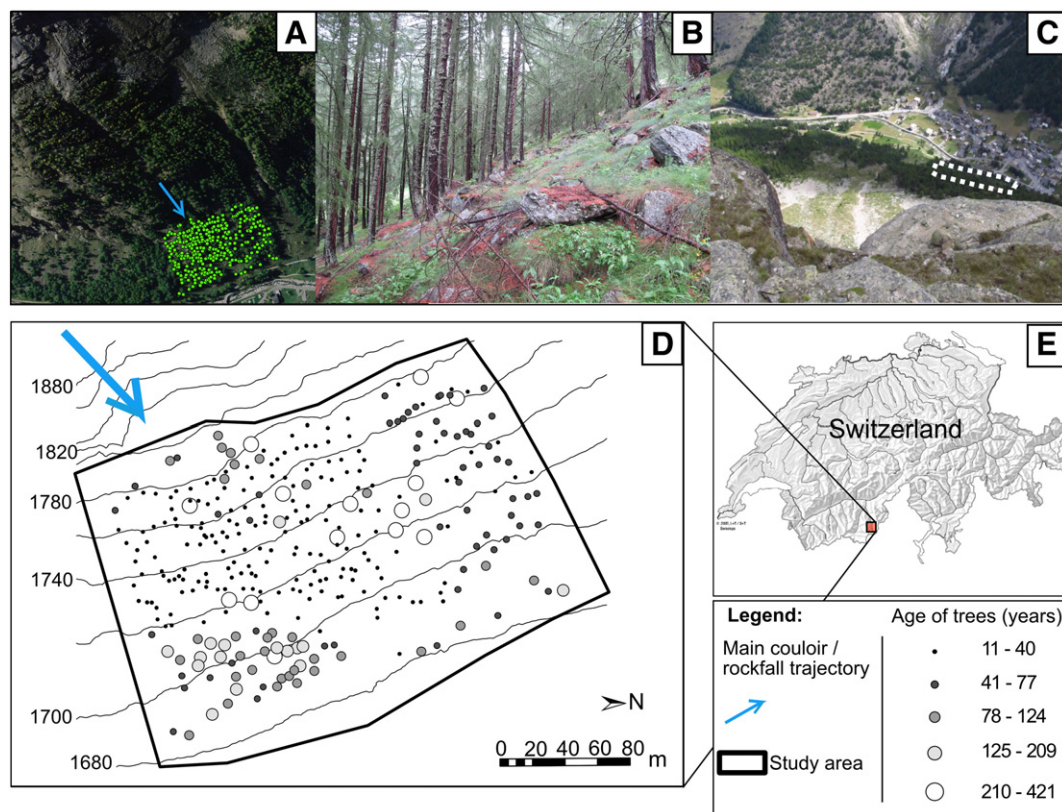 A
B
C
D
1880
1820
1780
1760
1740
1700
1680
N
0 20 40 60 80 m
E
Switzerland
Legend:
Main couloir /
rockfall trajectory
Study area
Age of trees (years)
11 - 40
41 - 77
78 - 124
125 - 209
210 - 421